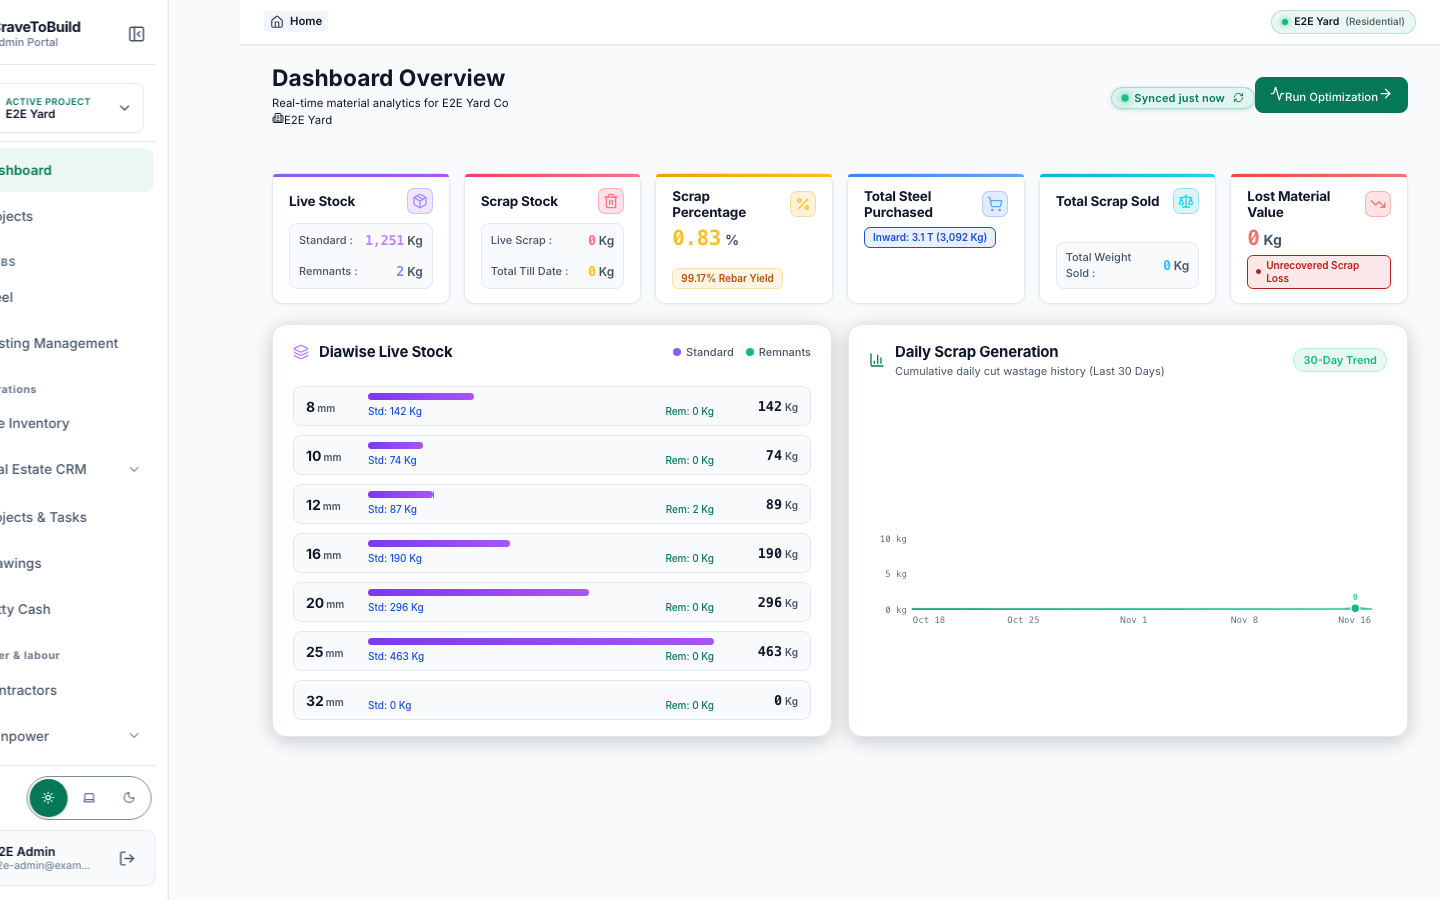 raveToBuild
dmin Portal
ACTIVE PROJECT
E2E Yard
shboard
ojects
BS
eel
sting Management
rations
e Inventory
al Estate CRM
ojects & Tasks
awings
tty Cash
er & labour
ntractors
npower
2E Admin
2e-admin@exam...
Home
E2E Yard (Residential)
Dashboard Overview
Real-time material analytics for E2E Yard Co
E2E Yard
Synced just now
Run Optimization
Live Stock
Standard : 1,251 Kg
Remnants : 2 Kg
Scrap Stock
Live Scrap : 0 Kg
Total Till Date : 0 Kg
Scrap
Percentage
0.83 %
99.17% Rebar Yield
Total Steel
Purchased
Inward: 3.1 T (3,092 Kg)
Total Scrap Sold
Total Weight
Sold : 0 Kg
Lost Material
Value
0 Kg
Unrecovered Scrap
Loss
Diawise Live Stock
Standard Remnants
8 mm Std: 142 Kg Rem: 0 Kg 142 Kg
10 mm Std: 74 Kg Rem: 0 Kg 74 Kg
12 mm Std: 87 Kg Rem: 2 Kg 89 Kg
16 mm Std: 190 Kg Rem: 0 Kg 190 Kg
20 mm Std: 296 Kg Rem: 0 Kg 296 Kg
25 mm Std: 463 Kg Rem: 0 Kg 463 Kg
32 mm Std: 0 Kg Rem: 0 Kg 0 Kg
Daily Scrap Generation
Cumulative daily cut wastage history (Last 30 Days)
30-Day Trend
10 kg
5 kg
0 kg
0
Oct 18 Oct 25 Nov 1 Nov 8 Nov 16